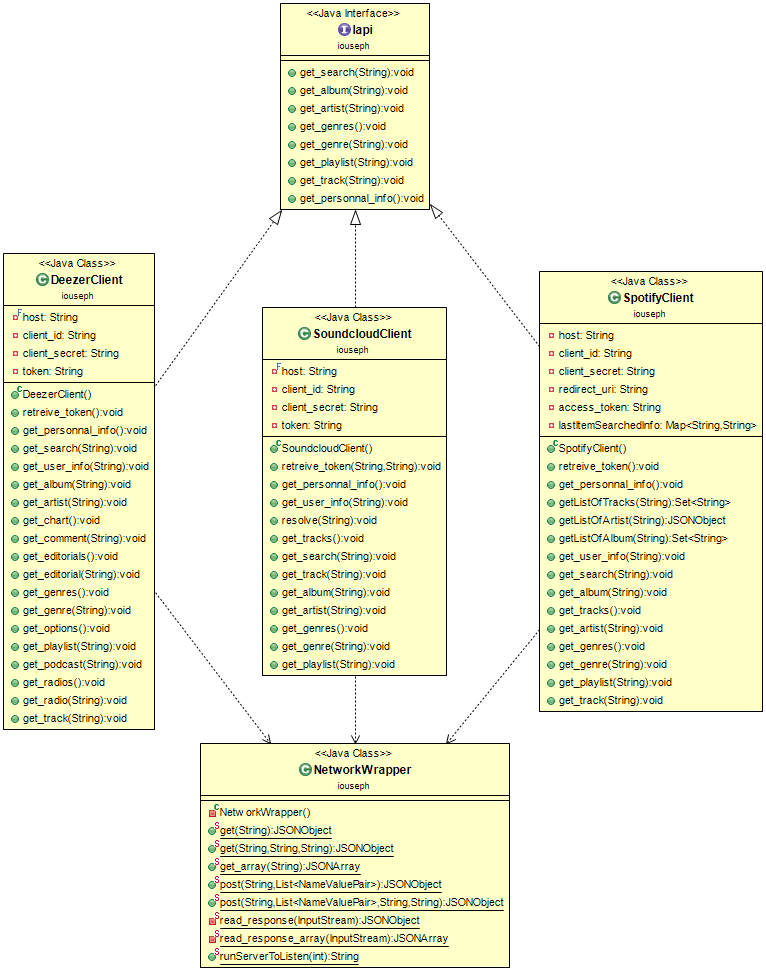 <<Java Interface>>
Iapi
iouseph
get_search(String):void
get_album(String):void
get_artist(String):void
get_genres():void
get_genre(String):void
get_playlist(String):void
get_track(String):void
get_personnal_info():void
<<Java Class>>
DeezerClient
iouseph
host: String
client_id: String
client_secret: String
token: String
DeezerClient()
retreive_token():void
get_personnal_info():void
get_search(String):void
get_user_info(String):void
get_album(String):void
get_artist(String):void
get_chart():void
get_comment(String):void
get_editorials():void
get_editorial(String):void
get_genres():void
get_genre(String):void
get_options():void
get_playlist(String):void
get_podcast(String):void
get_radios():void
get_radio(String):void
get_track(String):void
<<Java Class>>
SoundcloudClient
iouseph
host: String
client_id: String
client_secret: String
token: String
SoundcloudClient()
retreive_token(String,String):void
get_personnal_info():void
get_user_info(String):void
resolve(String):void
get_tracks():void
get_search(String):void
get_track(String):void
get_album(String):void
get_artist(String):void
get_genres():void
get_genre(String):void
get_playlist(String):void
<<Java Class>>
SpotifyClient
iouseph
host: String
client_id: String
client_secret: String
redirect_uri: String
access_token: String
lastItemSearchedInfo: Map<String,String>
SpotifyClient()
retreive_token():void
get_personnal_info():void
getListOfTracks(String):Set<String>
getListOfArtist(String):JSONObject
getListOfAlbum(String):Set<String>
get_user_info(String):void
get_search(String):void
get_album(String):void
get_tracks():void
get_artist(String):void
get_genres():void
get_genre(String):void
get_playlist(String):void
get_track(String):void
<<Java Class>>
NetworkWrapper
iouseph
NetworkWrapper()
get(String):JSONObject
get(String,String,String):JSONObject
get_array(String):JSONArray
post(String,List<NameValuePair>):JSONObject
post(String,List<NameValuePair>,String,String):JSONObject
read_response(InputStream):JSONObject
read_response_array(InputStream):JSONArray
runServerToListen(int):String